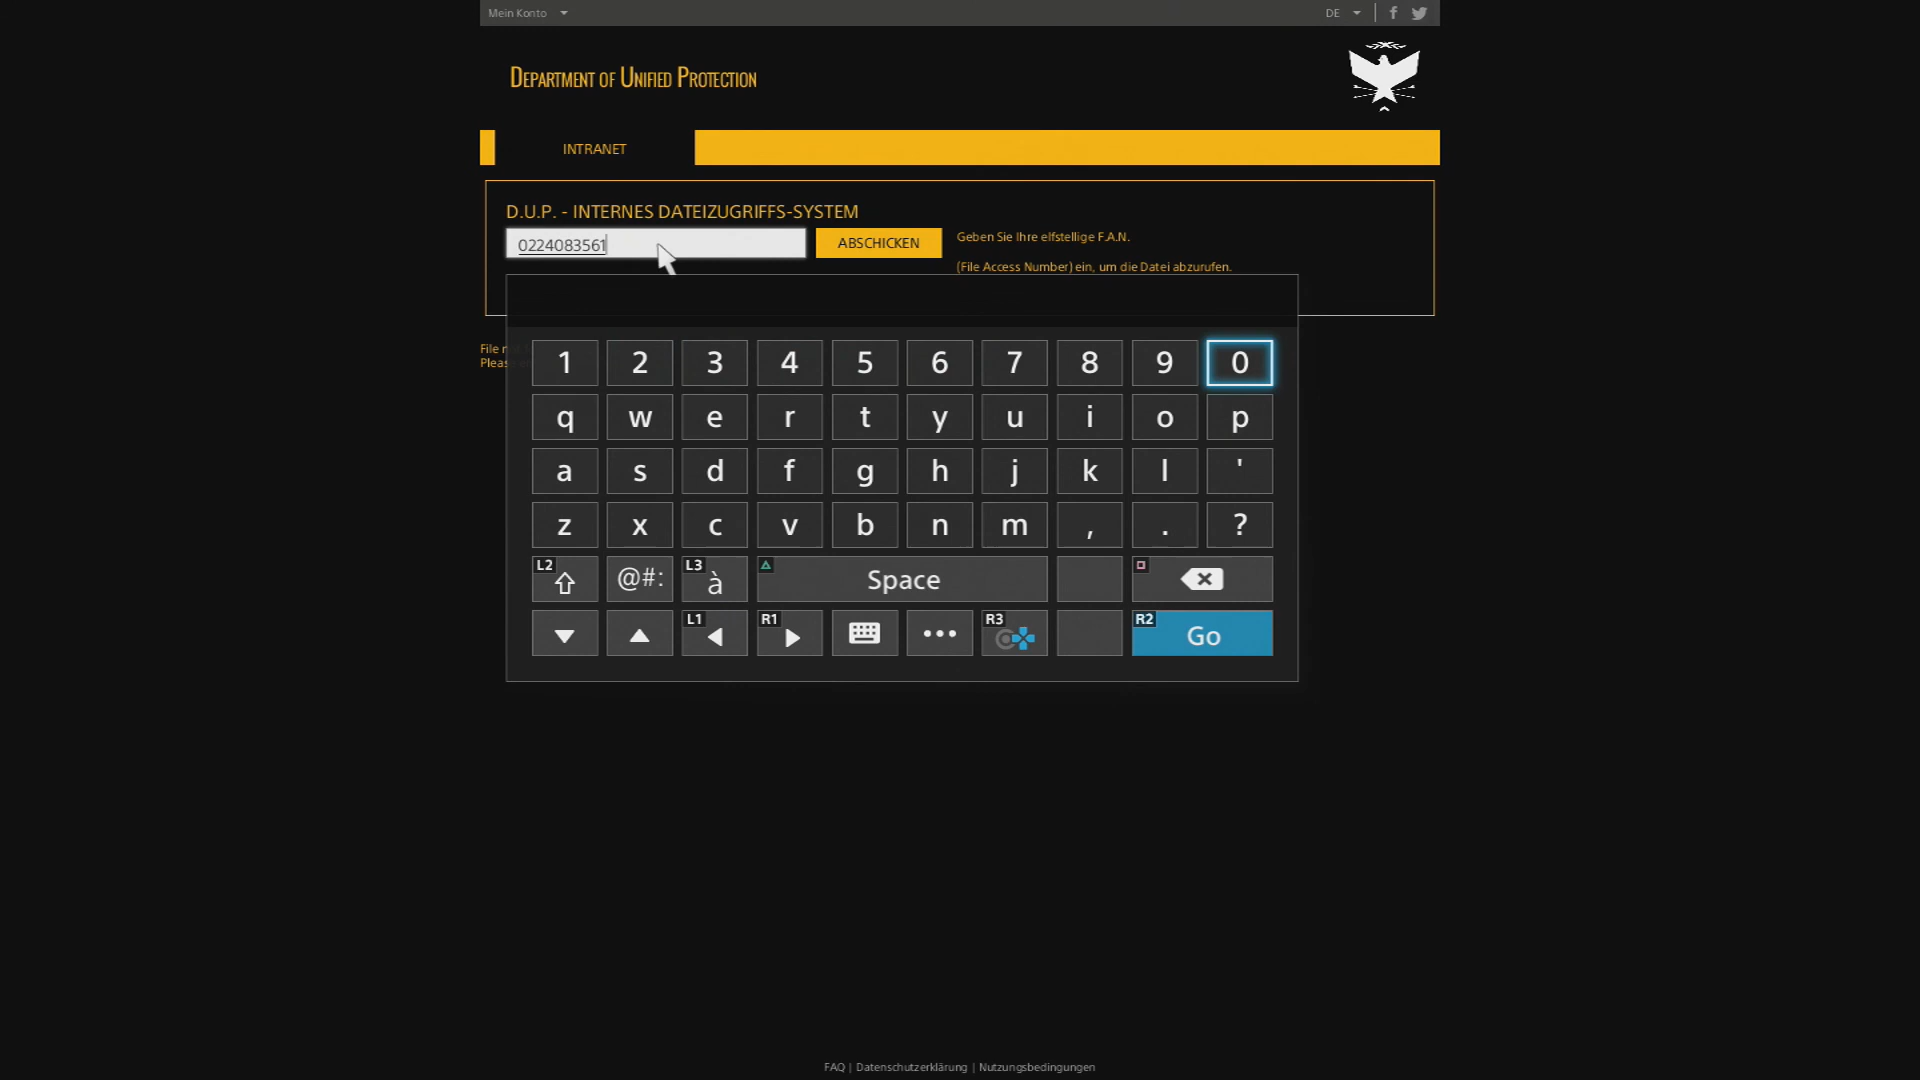 Mein Konto
DE
DEPARTMENT OF UNIFIED PROTECTION
INTRANET
D.U.P. - INTERNES DATEIZUGRIFFS-SYSTEM
0224083561
ABSCHICKEN
Geben Sie Ihre elfstellige F.A.N.
(File Access Number) ein, um die Datei abzurufen.
File
1 2 3 4 5 6 7 8 9 0
q w e r t y u i o p
a s d f g h j k l '
z x c v b n m , . ?
L2 @#: L3 à Space
L1 R1 ••• R3 R2 Go
FAQ | Datenschutzerklärung | Nutzungsbedingungen